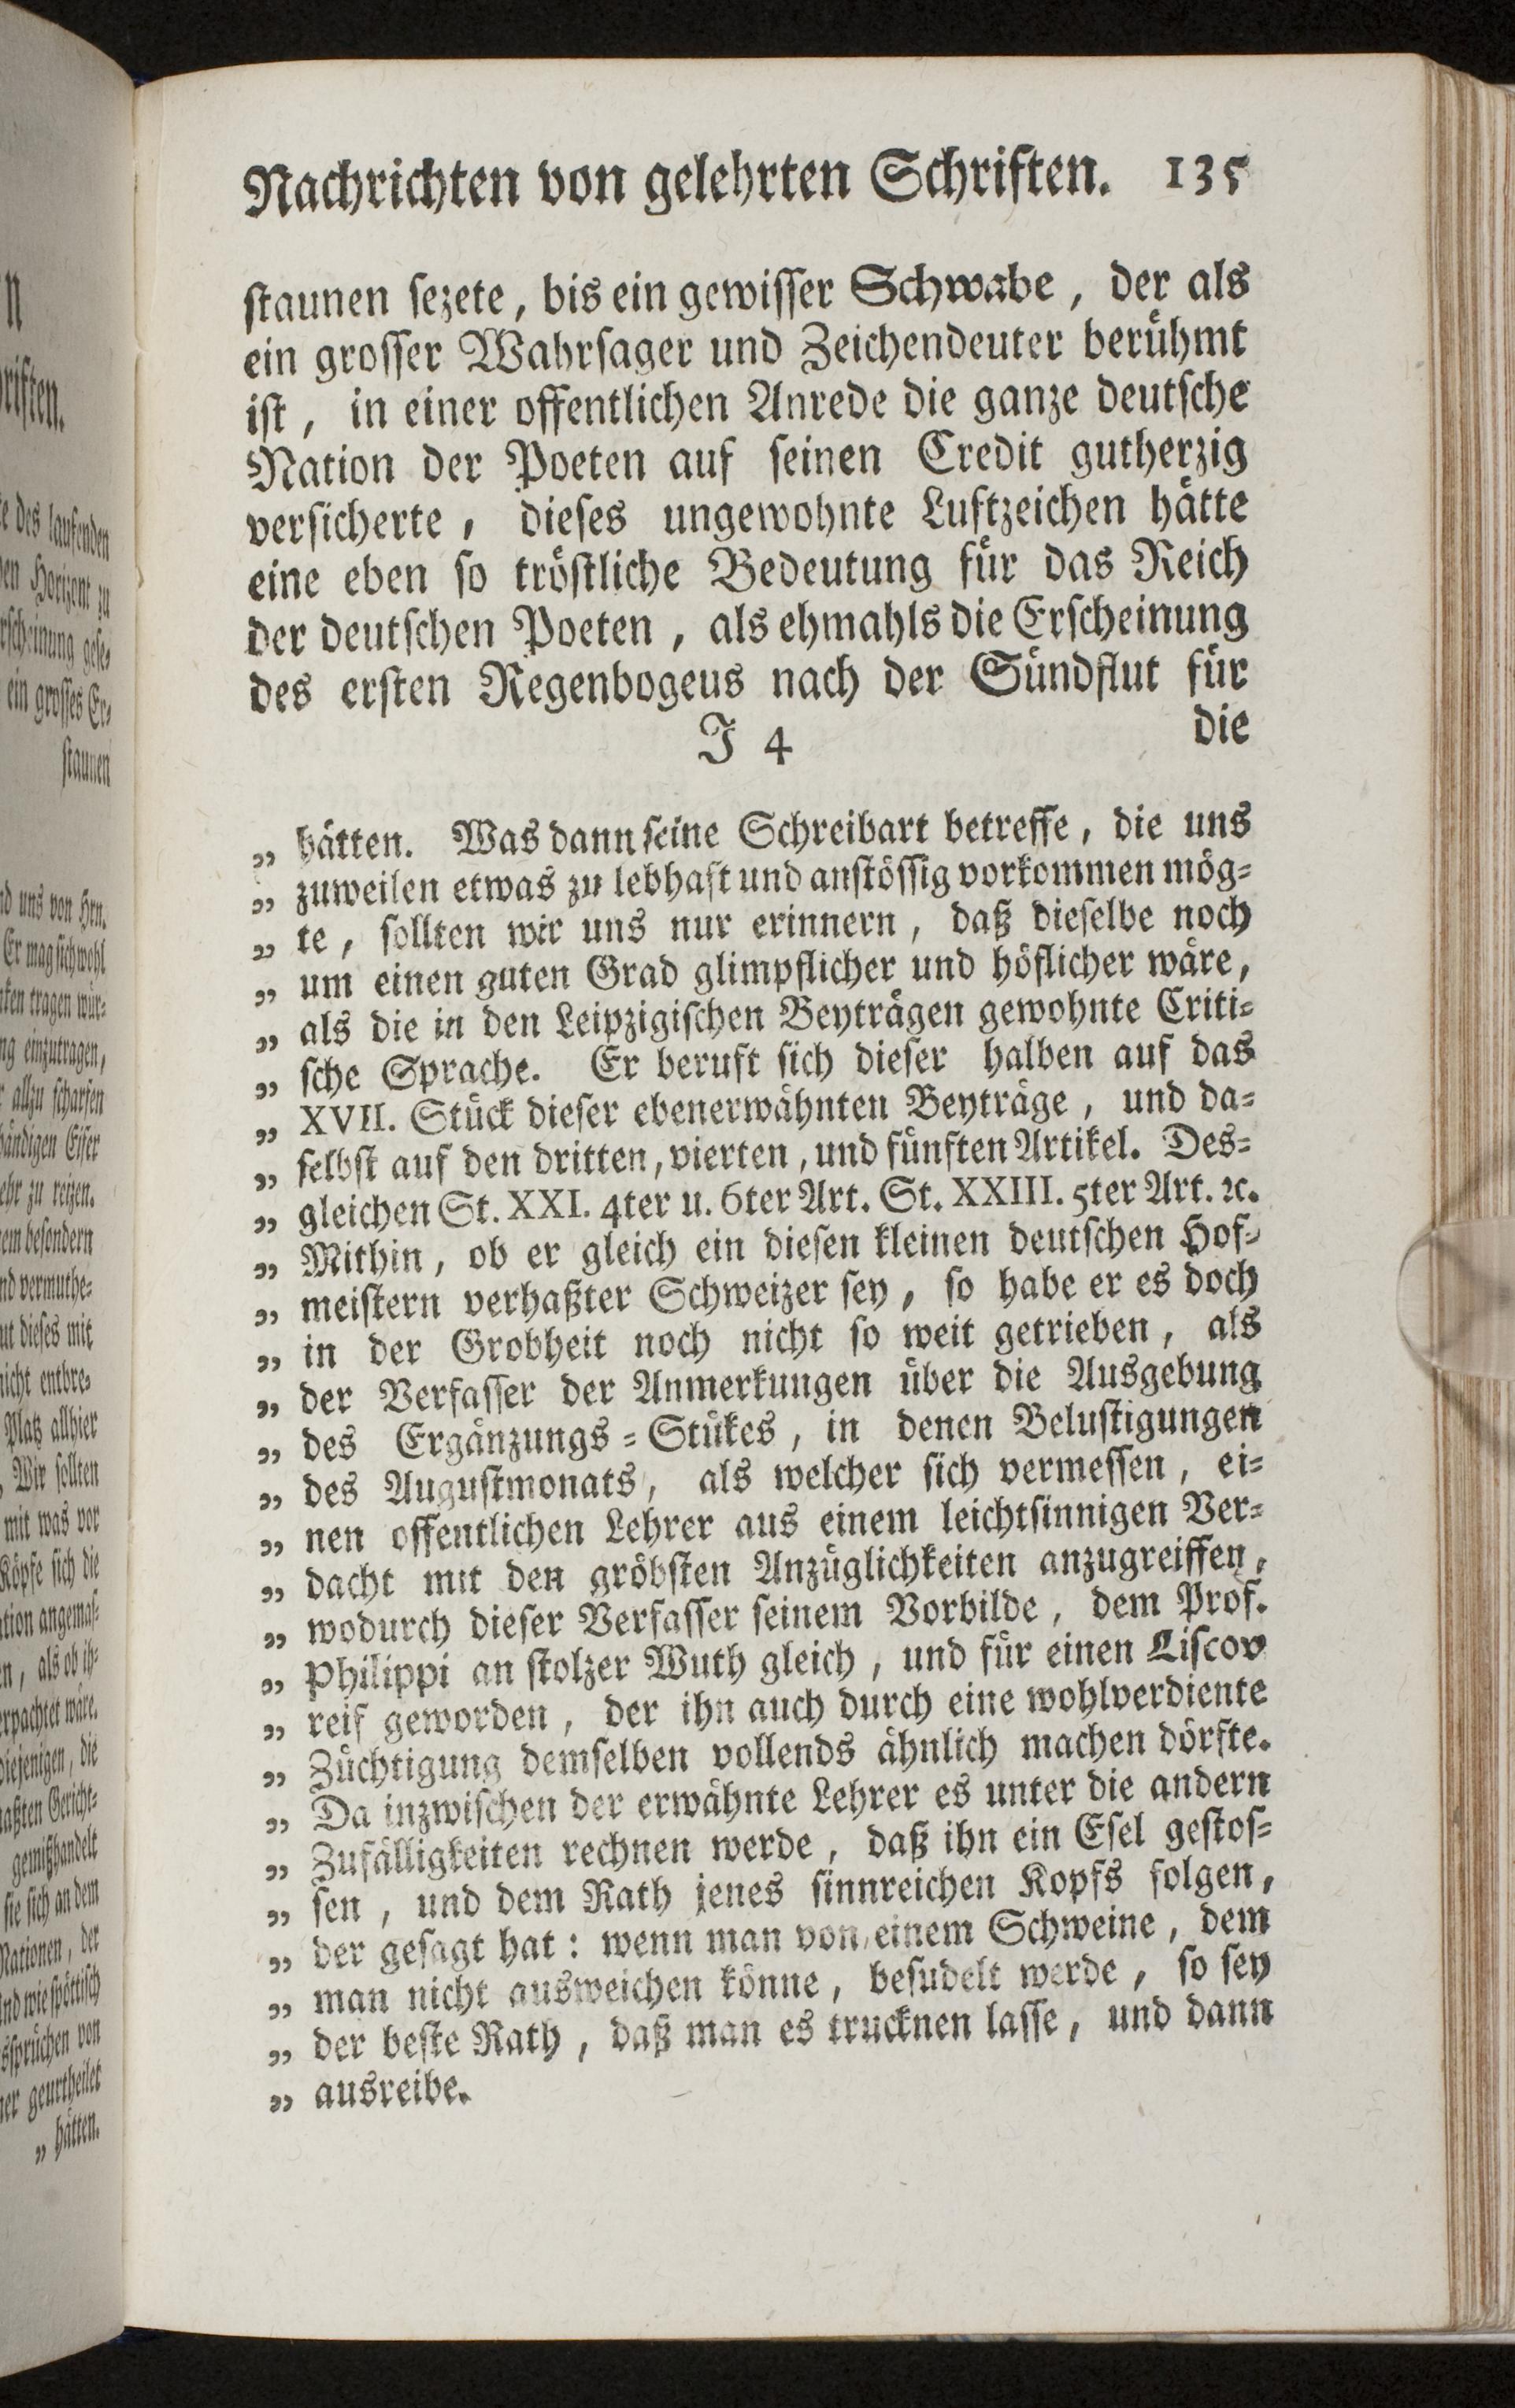 Nachrichten von gelehrten Schriften. 135
staunen sezete, bis ein gewisser Schwabe, der als
ein grosser Wahrsager und Zeichendeuter berühmt
ist, in einer offentlichen Anrede die ganze deutsche
Nation der Poeten auf seinen Credit gutherzig
versicherte, dieses ungewohnte Luftzeichen hätte
eine eben so tröstliche Bedeutung für das Reich
der deutschen Poeten, als ehmahls die Erscheinung
des ersten Regenbogeus nach der Sündflut für
J 4 die
„ hätten. Was dann seine Schreibart betreffe, die uns
„ zuweilen etwas zu lebhaft und anstössig vorkommen mög-
„ te, sollten wir uns nur erinnern, daß dieselbe noch
„ um einen guten Grad glimpflicher und höflicher wäre,
„ als die in den Leipzigischen Beyträgen gewohnte Criti-
„ sche Sprache. Er beruft sich dieser halben auf das
„ XVII. Stück dieser ebenerwähnten Beyträge, und da-
„ selbst auf den dritten, vierten, und fünften Artikel. Des-
„ gleichen St. XXI. 4ter u. 6ter Art. St. XXIII. 5ter Art. ꝛc.
„ Mithin, ob er gleich ein diesen kleinen deutschen Hof-
„ meistern verhaßter Schweizer sey, so habe er es doch
„ in der Grobheit noch nicht so weit getrieben, als
„ der Verfasser der Anmerkungen über die Ausgebung
„ des Ergänzungs-Stükes, in denen Belustigungen
„ des Augustmonats, als welcher sich vermessen, ei-
„ nen offentlichen Lehrer aus einem leichtsinnigen Ver-
„ dacht mit den gröbsten Anzüglichkeiten anzugreiffen,
„ wodurch dieser Verfasser seinem Vorbilde, dem Prof.
„ Philippi an stolzer Wuth gleich, und für einen Liscov
„ reif geworden, der ihn auch durch eine wohlverdiente
„ Züchtigung demselben vollends ähnlich machen dörfte.
„ Da inzwischen der erwähnte Lehrer es unter die andern
„ Zufälligkeiten rechnen werde, daß ihn ein Esel gestos-
„ sen, und dem Rath jenes sinnreichen Kopfs folgen,
„ der gesagt hat: wenn man von einem Schweine, dem
„ man nicht ausweichen könne, besudelt werde, so sey
„ der beste Rath, daß man es trucknen lasse, und dann
„ ausreibe.